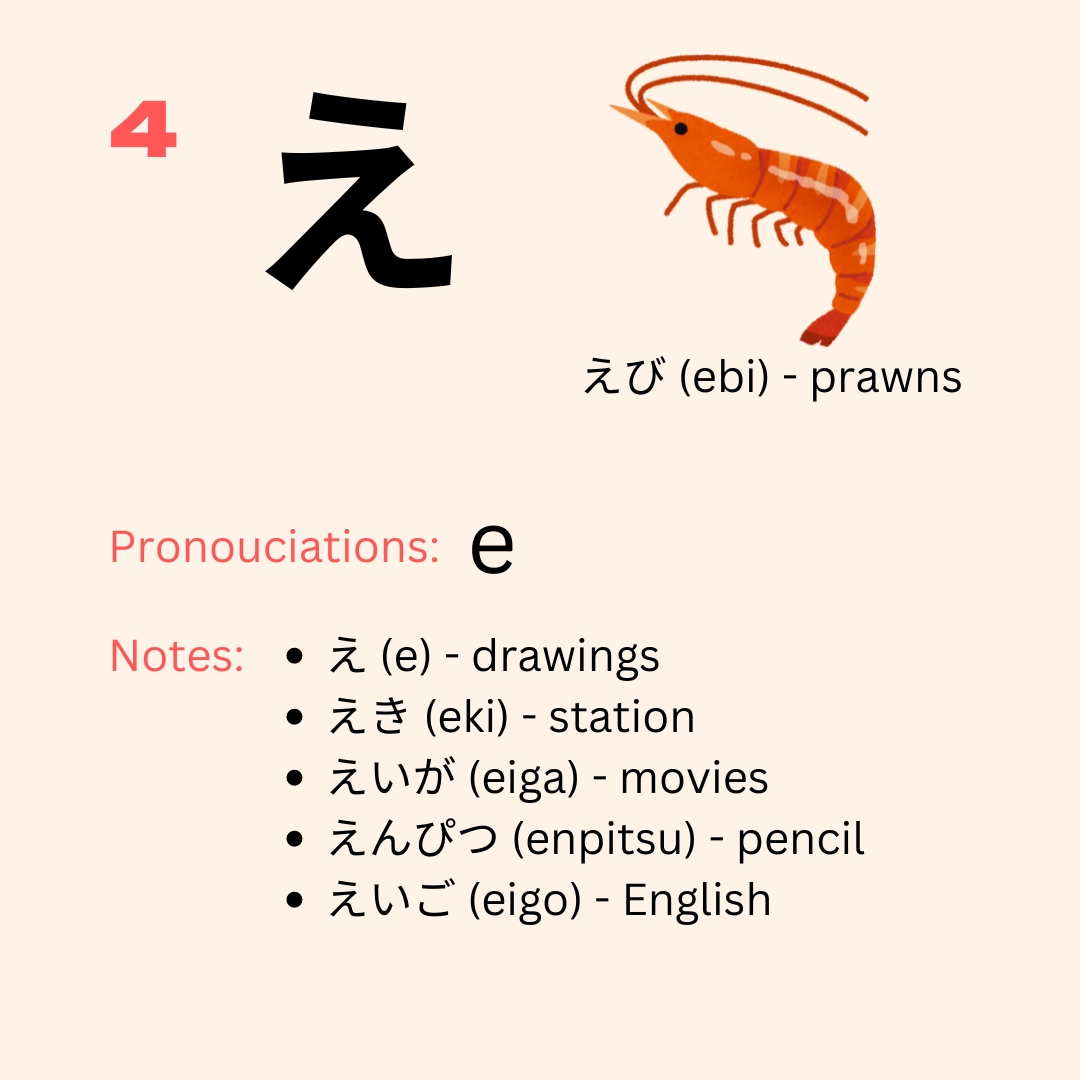 4
え
えび (ebi) - prawns
Pronouciations: e
Notes:
• え (e) - drawings
• えき (eki) - station
• えいが (eiga) - movies
• えんぴつ (enpitsu) - pencil
• えいご (eigo) - English